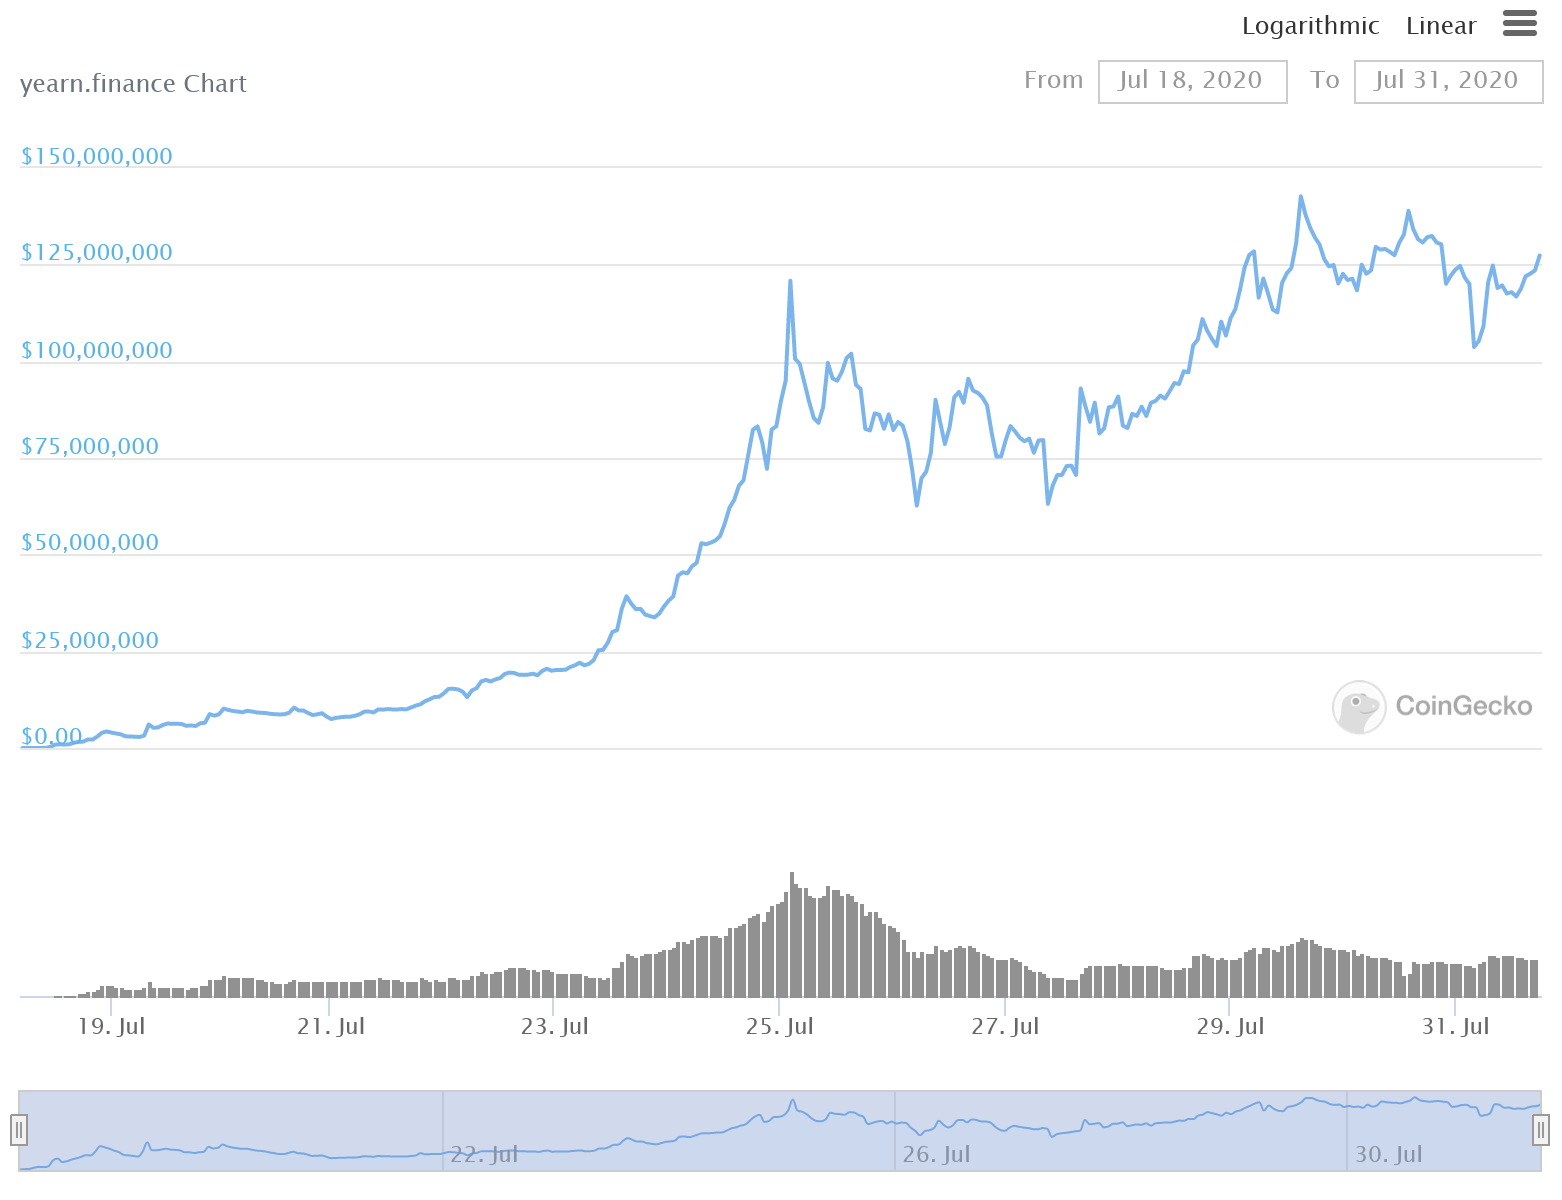 Logarithmic Linear
yearn.finance Chart
From Jul 18, 2020 To Jul 31, 2020
$150,000,000
$125,000,000
$100,000,000
$75,000,000
$50,000,000
$25,000,000
CoinGecko
$0.00
19. Jul 21. Jul 23. Jul 25. Jul 27. Jul 29. Jul 31. Jul
22. Jul 26. Jul 30. Jul